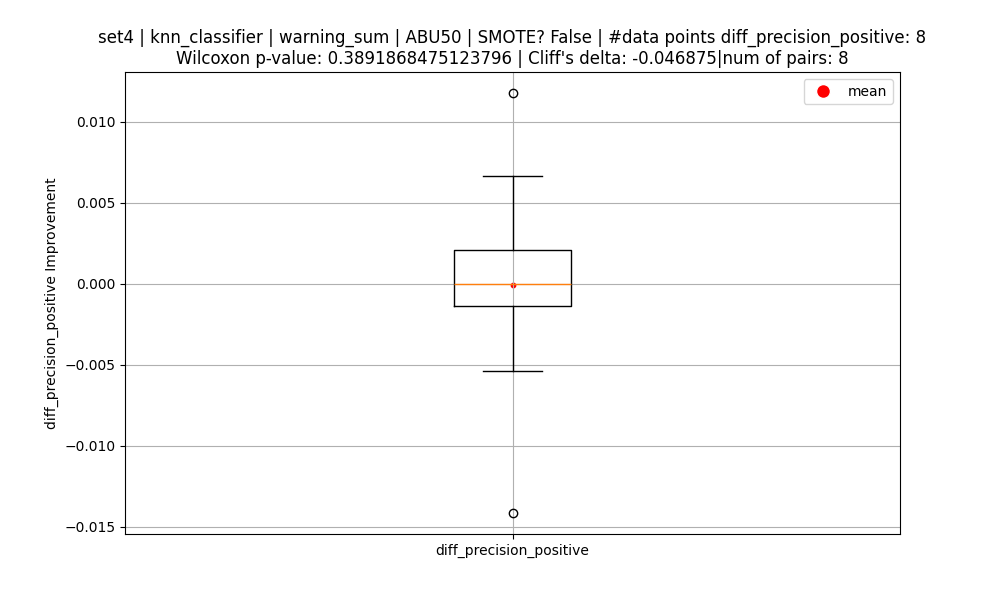 set4 | knn_classifier | warning_sum | ABU50 | SMOTE? False | #data points diff_precision_positive: 8
Wilcoxon p-value: 0.3891868475123796 | Cliff's delta: -0.046875|num of pairs: 8
mean
0.010
0.005
0.000
−0.005
−0.010
−0.015
diff_precision_positive Improvement
diff_precision_positive